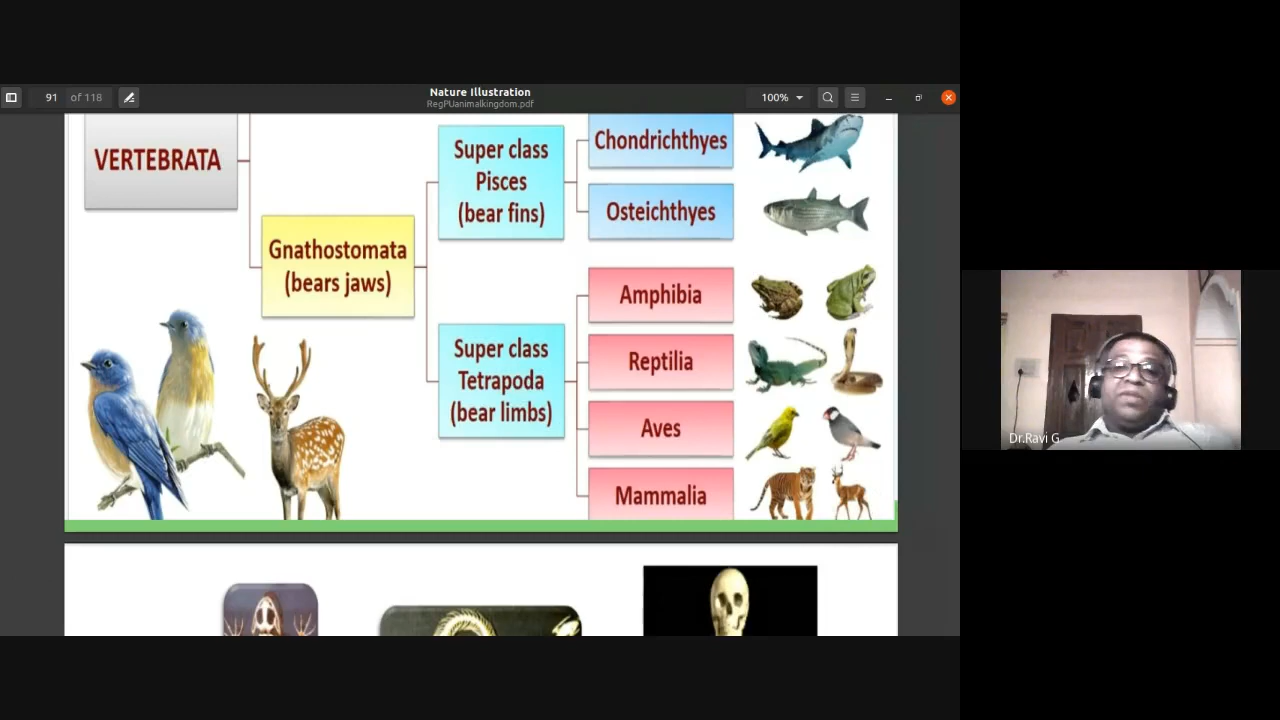 91 of 118
Nature Illustration
RegPUanimalkingdom.pdf
100%
VERTEBRATA
Gnathostomata
(bears jaws)
Super class
Pisces
(bear fins)
Chondrichthyes
Osteichthyes
Super class
Tetrapoda
(bear limbs)
Amphibia
Reptilia
Aves
Mammalia
Dr.Ravi G